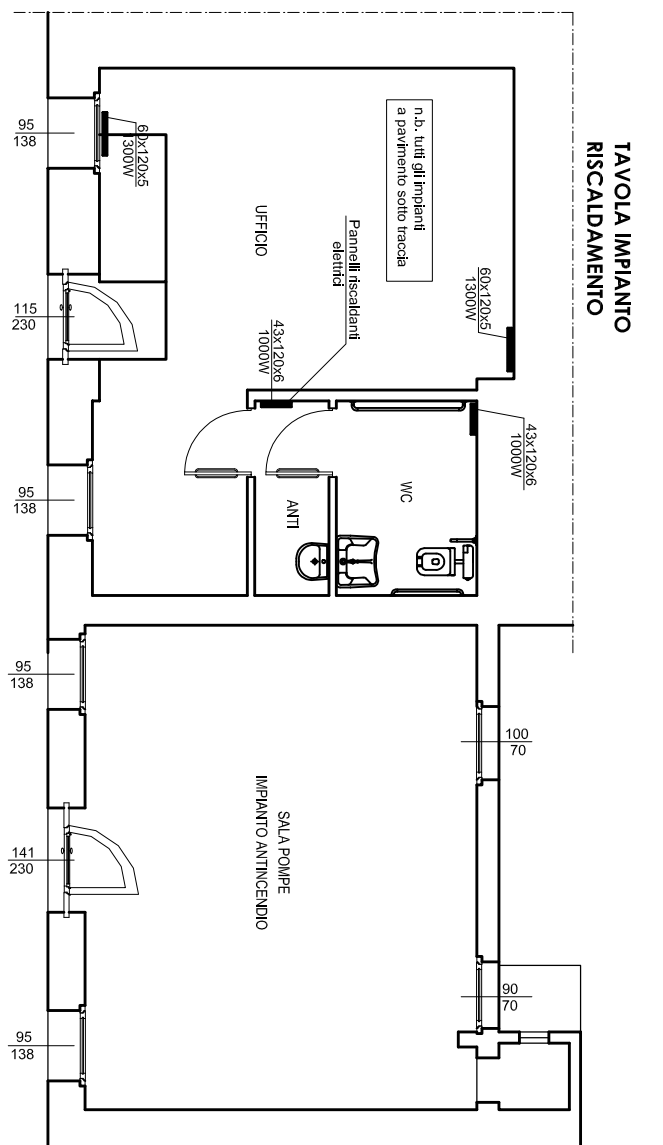 TAVOLA IMPIANTO
RISCALDAMENTO
n.b. tutti gli impianti
a pavimento sotto traccia
60x120x5
1300W
43x120x6
1000W
Pannelli riscaldanti
elettrici
43x120x6
1000W
60x120x5
1300W
UFFICIO
WC
ANTI
SALA POMPE
IMPIANTO ANTINCENDIO
100
70
90
70
95
138
115
230
95
138
95
138
141
230
95
138